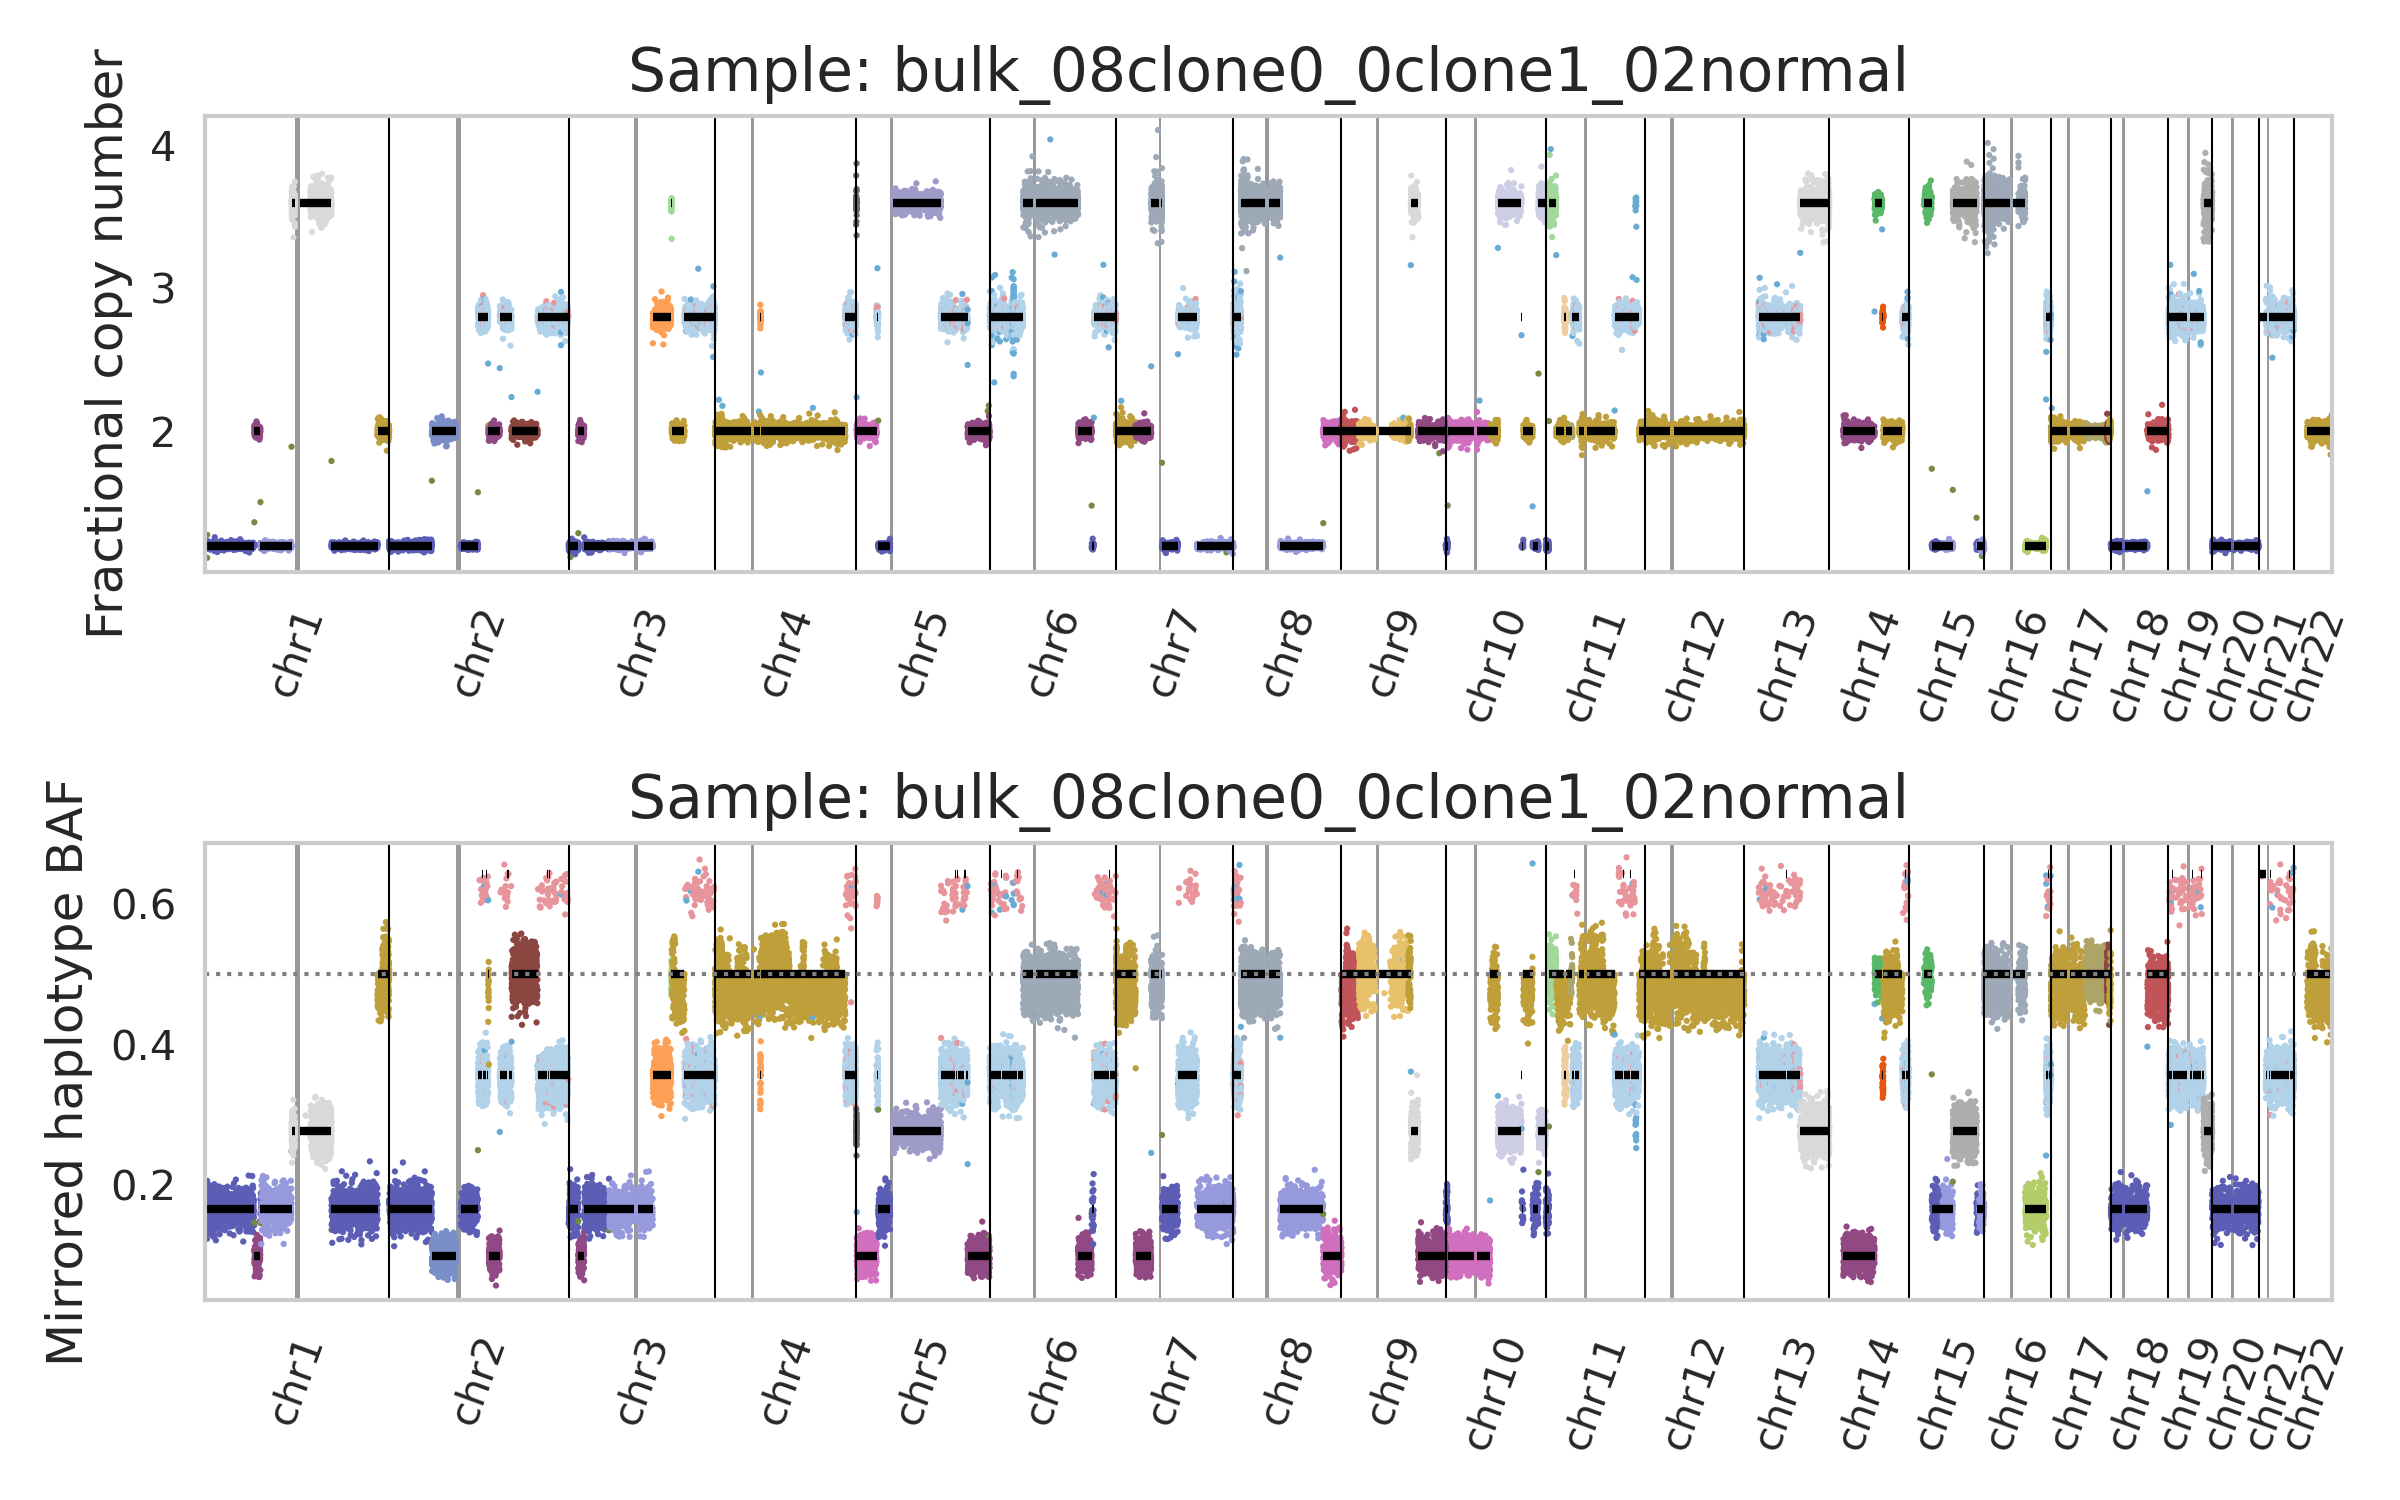 Sample: bulk_08clone0_0clone1_02normal
Fractional copy number
4
3
2
chr1 chr2 chr3 chr4 chr5 chr6 chr7 chr8 chr9 chr10 chr11 chr12 chr13 chr14 chr15 chr16 chr17 chr18 chr19 chr20 chr21 chr22
Sample: bulk_08clone0_0clone1_02normal
Mirrored haplotype BAF
0.6
0.4
0.2
chr1 chr2 chr3 chr4 chr5 chr6 chr7 chr8 chr9 chr10 chr11 chr12 chr13 chr14 chr15 chr16 chr17 chr18 chr19 chr20 chr21 chr22